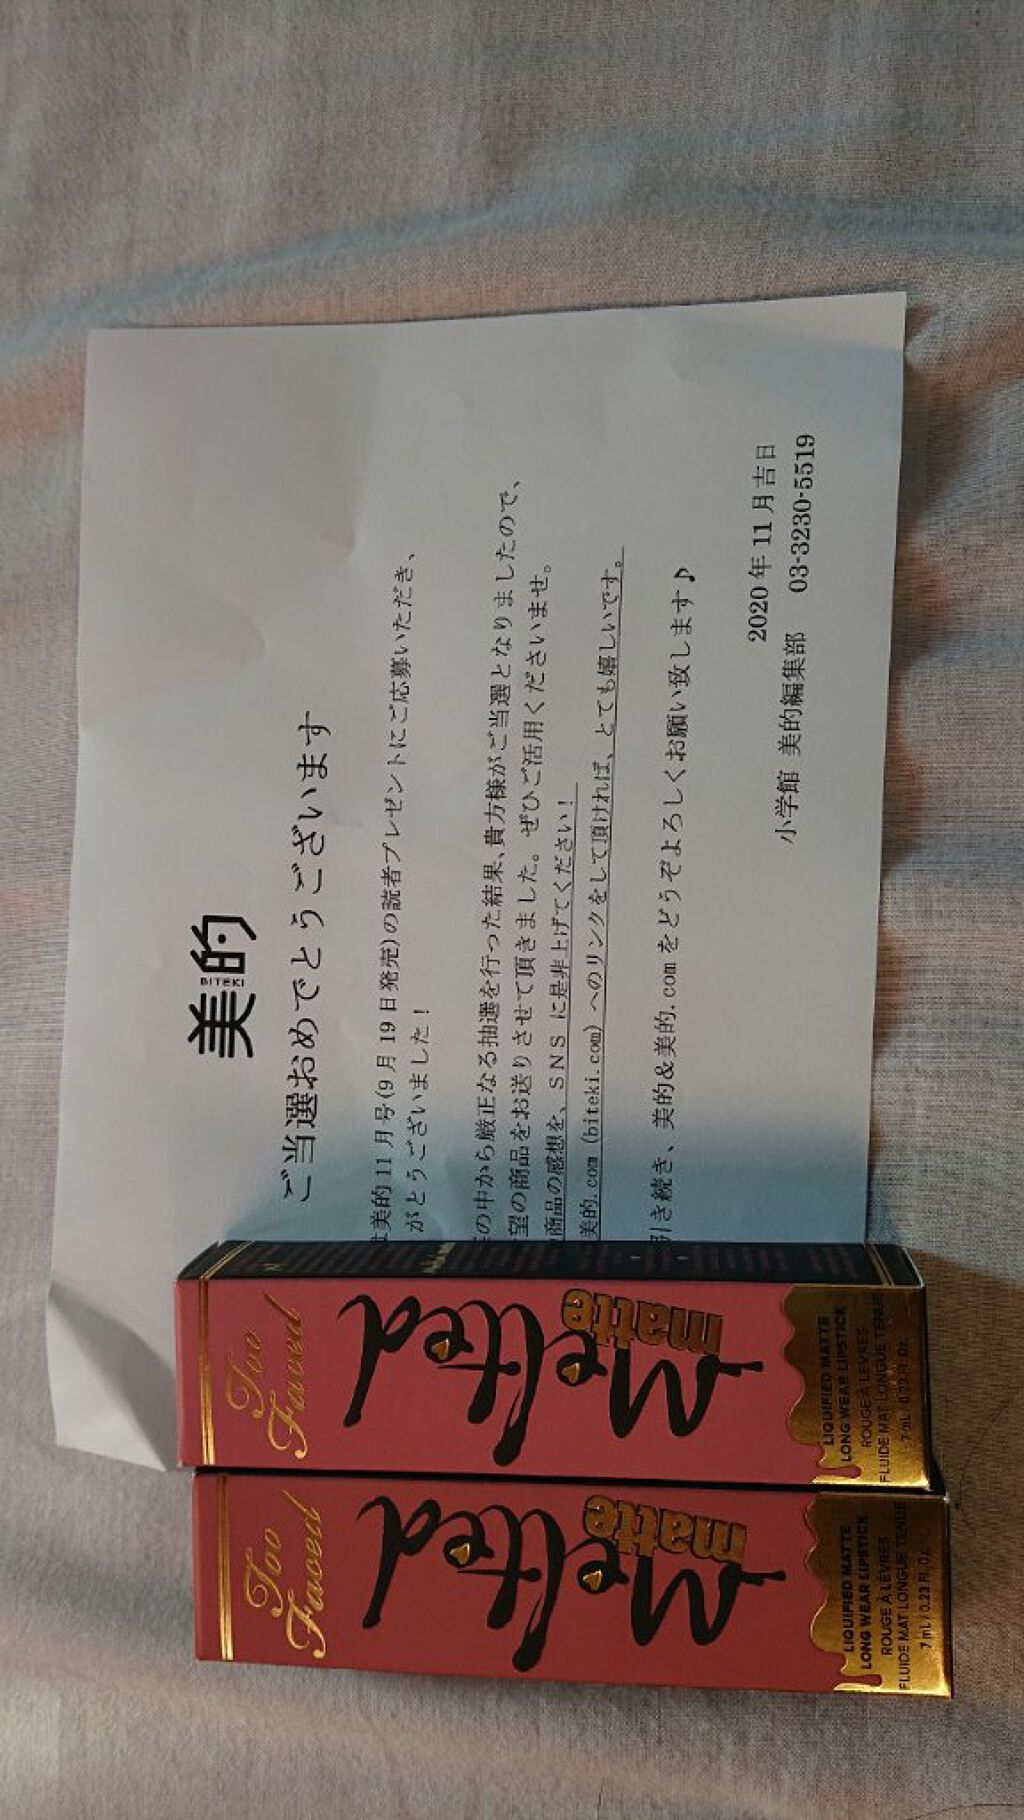 美的
BITEKI
ご当選おめでとうございます
美的11月号(9月19日発売)の読者プレゼントにご応募いただき、
がとうございました！
の中から厳正なる抽選を行った結果、貴方様がご当選となりましたので、
望の商品をお送りさせて頂きました。ぜひご活用くださいませ。
商品の感想を、ＳＮＳに是非上げてください！
美的.com (biteki.com) へのリンクをして頂ければ、とても嬉しいです。
引き続き、美的＆美的.comをどうぞよろしくお願い致します♪
2020年11月吉日
小学館 美的編集部 03-3230-5519
Too
Faced
Melted
matte
LIQUIFIED MATTE
LONG WEAR LIPSTICK
ROUGE À LÈVRES
FLUIDE MAT LONGUE TENUE
7 mL / 0.23 FL OZ.
Too
Faced
Melted
matte
LIQUIFIED MATTE
LONG WEAR LIPSTICK
ROUGE À LÈVRES
FLUIDE MAT LONGUE TENUE
7 mL / 0.23 FL OZ.